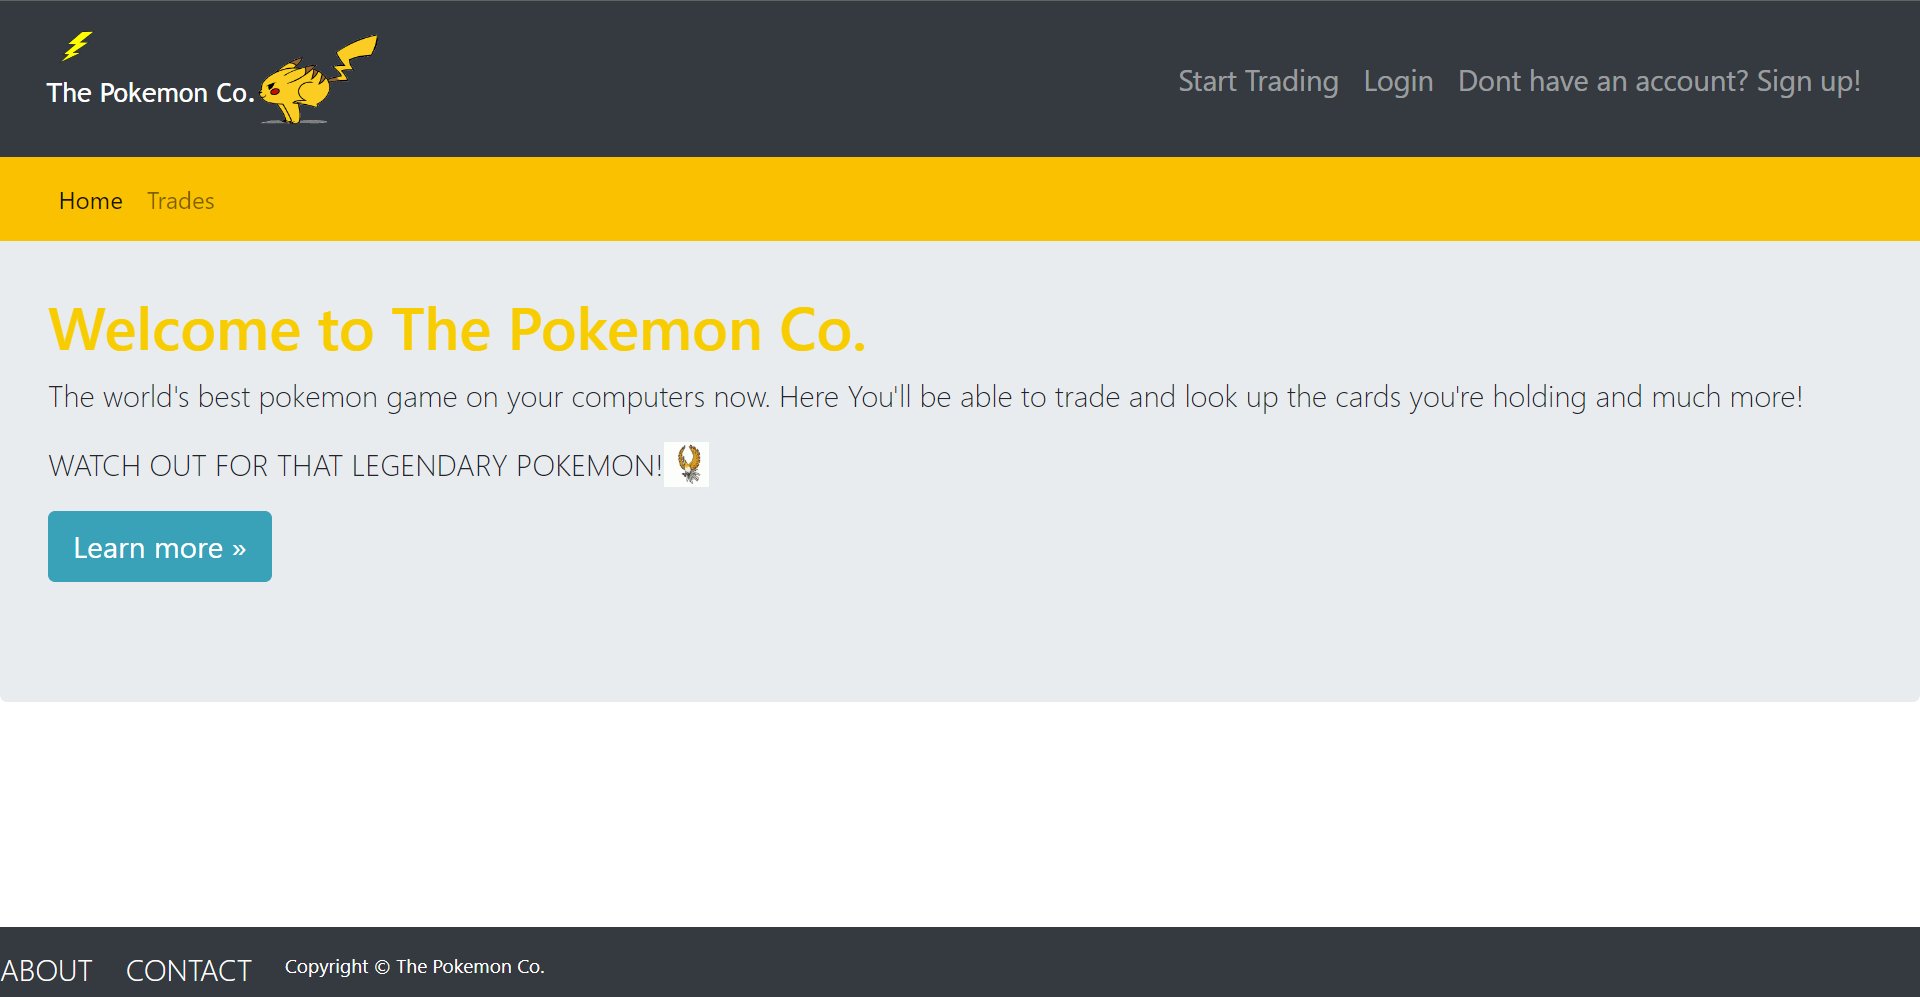 The Pokemon Co.
Start Trading Login Dont have an account? Sign up!
Home Trades
Welcome to The Pokemon Co.
The world's best pokemon game on your computers now. Here You'll be able to trade and look up the cards you're holding and much more!
WATCH OUT FOR THAT LEGENDARY POKEMON!
Learn more »
ABOUT CONTACT Copyright © The Pokemon Co.